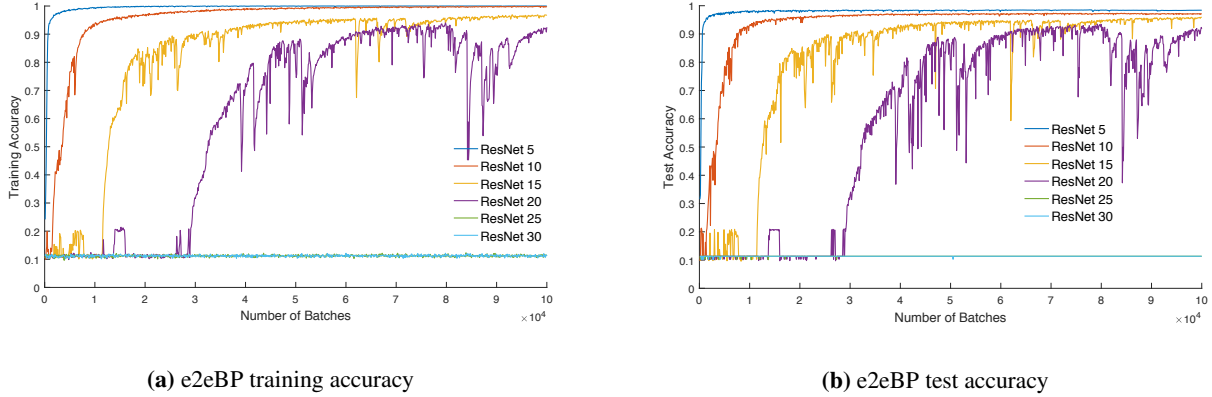 1
0.9
0.8
0.7
0.6
0.5
0.4
0.3
0.2
0.1
0
Training Accuracy
ResNet 5
ResNet 10
ResNet 15
ResNet 20
ResNet 25
ResNet 30
0 1 2 3 4 5 6 7 8 9 10
Number of Batches
×10^4
(a) e2eBP training accuracy
1
0.9
0.8
0.7
0.6
0.5
0.4
0.3
0.2
0.1
0
Test Accuracy
ResNet 5
ResNet 10
ResNet 15
ResNet 20
ResNet 25
ResNet 30
0 1 2 3 4 5 6 7 8 9 10
Number of Batches
×10^4
(b) e2eBP test accuracy